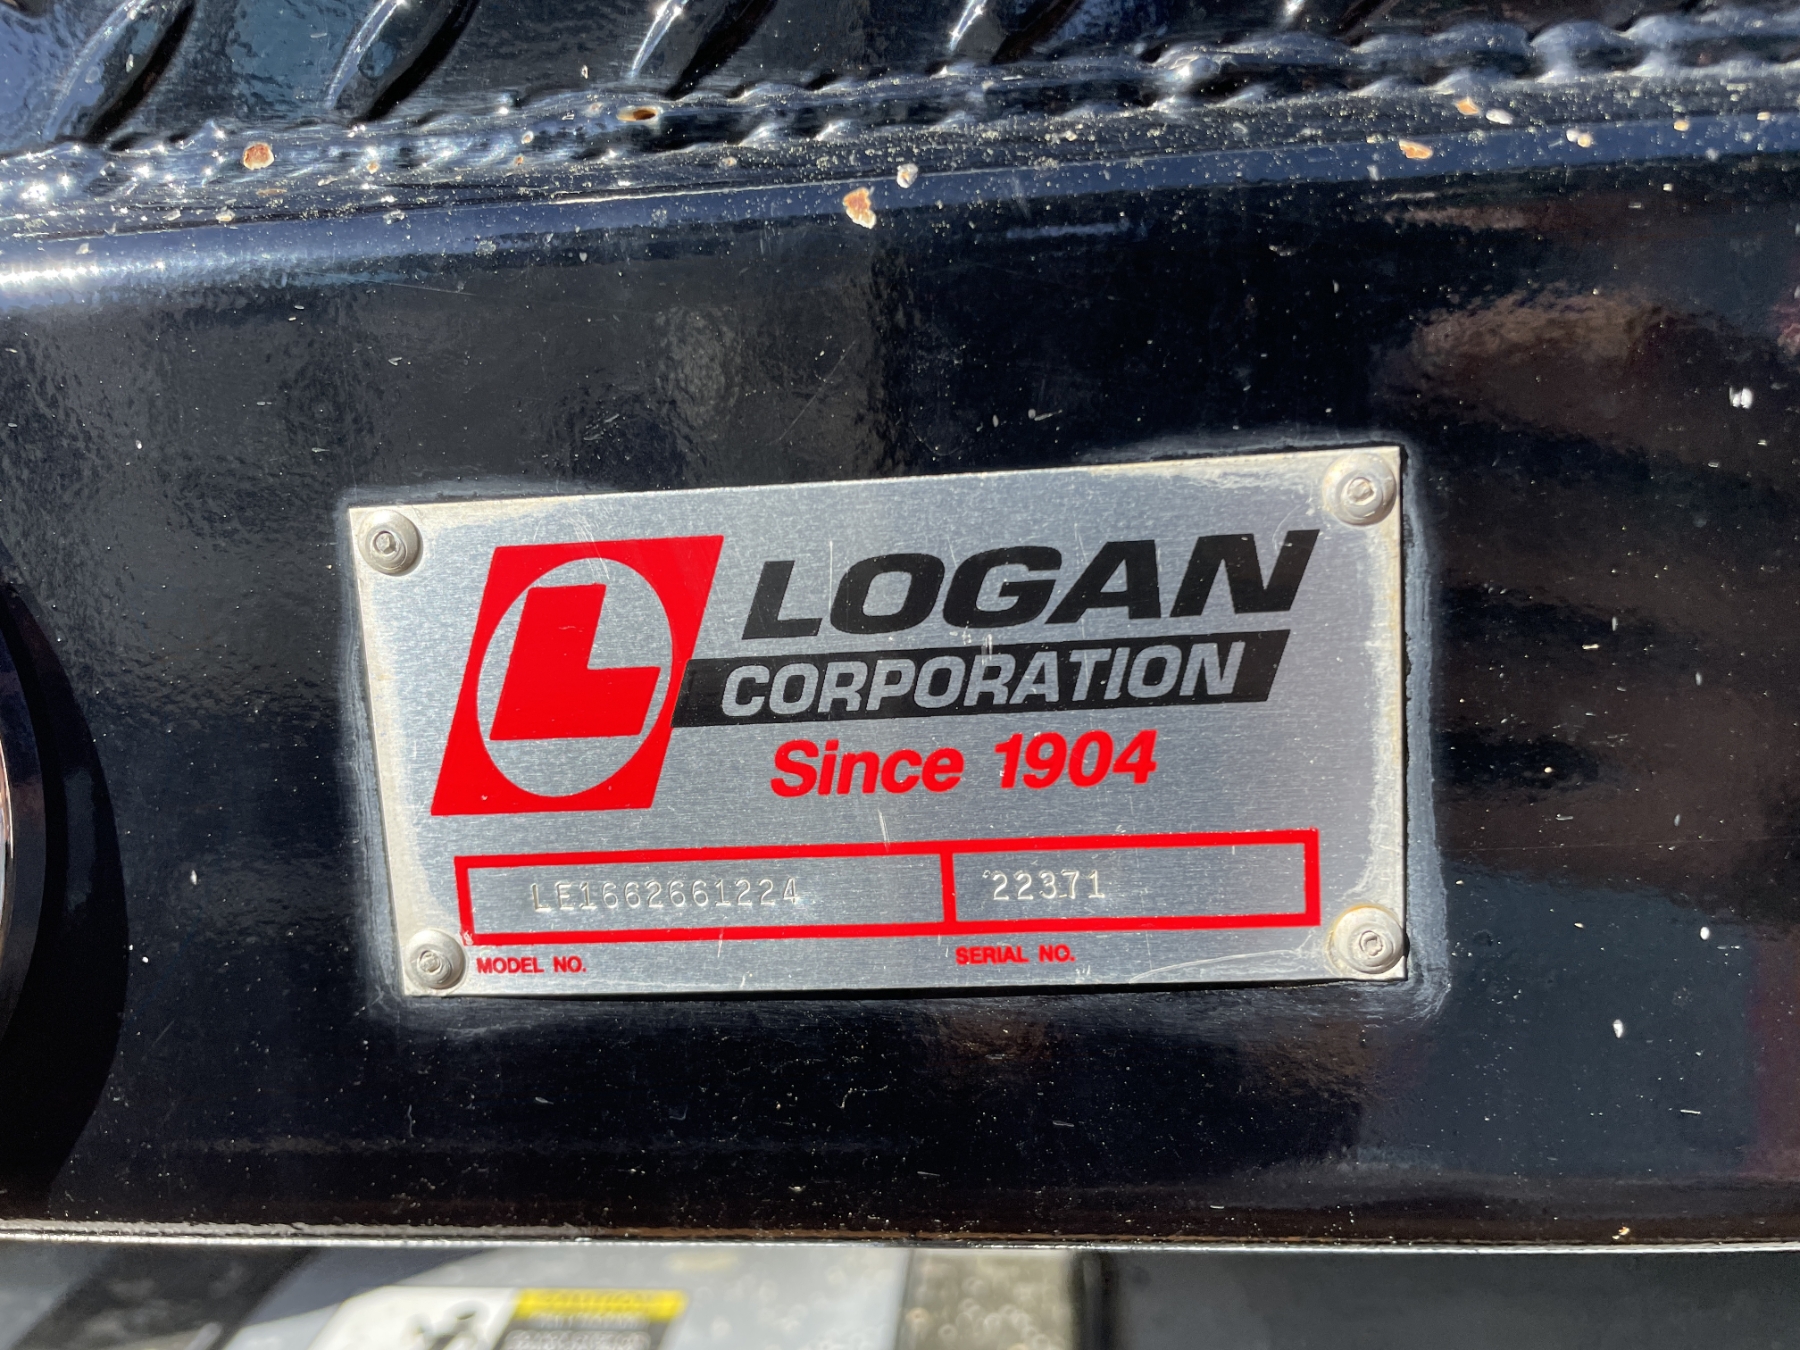 L
LOGAN
CORPORATION
Since 1904
LE1662661224 22371
MODEL NO. SERIAL NO.